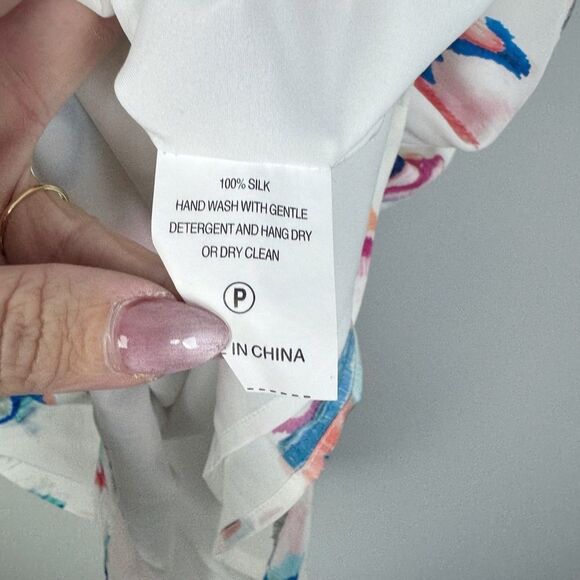 100% SILK
HAND WASH WITH GENTLE
DETERGENT AND HANG DRY
OR DRY CLEAN
P
IN CHINA